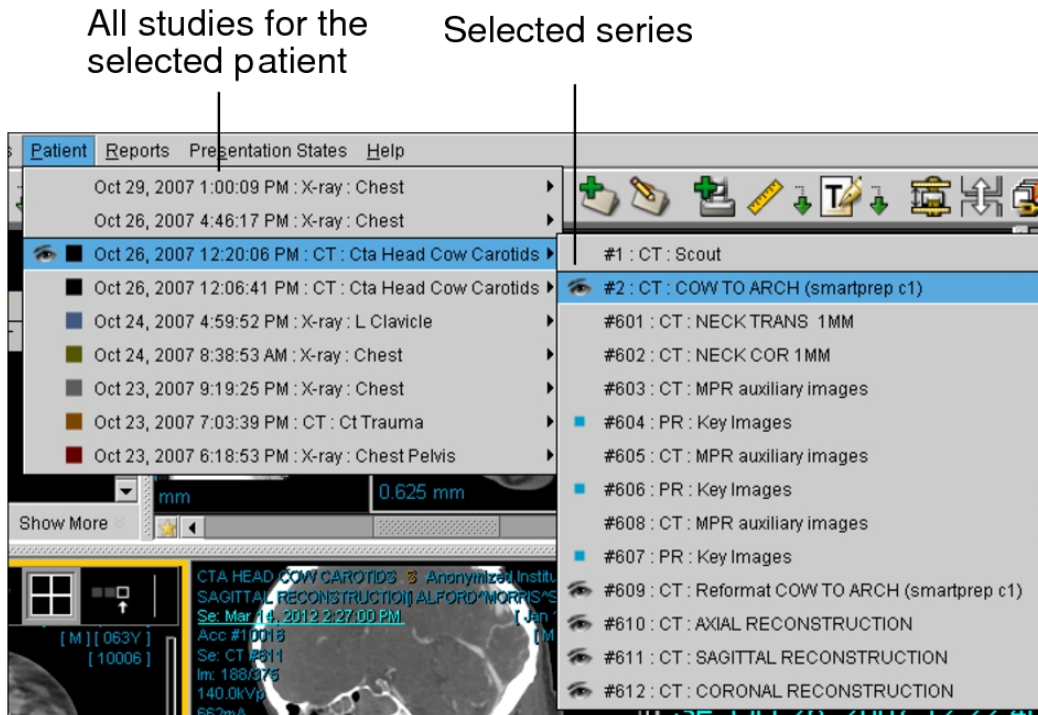 All studies for the
selected patient
Selected series
Patient Reports Presentation States Help
Oct 29, 2007 1:00:09 PM : X-ray : Chest
Oct 26, 2007 4:46:17 PM : X-ray : Chest
Oct 26, 2007 12:20:06 PM : CT : Cta Head Cow Carotids
Oct 26, 2007 12:06:41 PM : CT : Cta Head Cow Carotids
Oct 24, 2007 4:59:52 PM : X-ray : L Clavicle
Oct 24, 2007 8:38:53 AM : X-ray : Chest
Oct 23, 2007 9:19:25 PM : X-ray : Chest
Oct 23, 2007 7:03:39 PM : CT : Ct Trauma
Oct 23, 2007 6:18:53 PM : X-ray : Chest Pelvis
#1 : CT : Scout
#2 : CT : COW TO ARCH (smartprep c1)
#601 : CT : NECK TRANS 1MM
#602 : CT : NECK COR 1MM
#603 : CT : MPR auxiliary images
#604 : PR : Key Images
#605 : CT : MPR auxiliary images
#606 : PR : Key Images
#608 : CT : MPR auxiliary images
#607 : PR : Key Images
#609 : CT : Reformat COW TO ARCH (smartprep c1)
#610 : CT : AXIAL RECONSTRUCTION
#611 : CT : SAGITTAL RECONSTRUCTION
#612 : CT : CORONAL RECONSTRUCTION
mm
0.625 mm
Show More
[ M ] [ 063Y ]
[ 10006 ]
CTA HEAD COW CAROTIDS Anonymized Institu
SAGITTAL RECONSTRUCTION ALFORD^MORRIS^S
Se: Mar 14, 2012 2:27:00 PM [ Jan
Acc #10018 [ M
Se: CT #611
Im: 188/375
140.0kVp
662mA